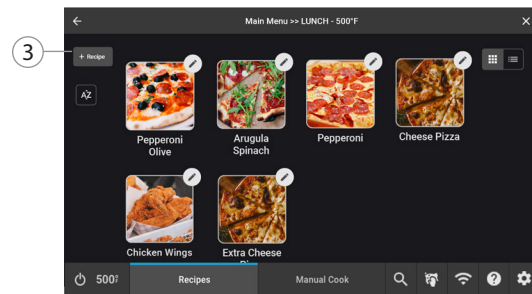 Main Menu >> LUNCH - 500°F
3
+ Recipe
AZ
Pepperoni
Olive
Arugula
Spinach
Pepperoni
Cheese Pizza
Chicken Wings
Extra Cheese
500°F
Recipes
Manual Cook
?